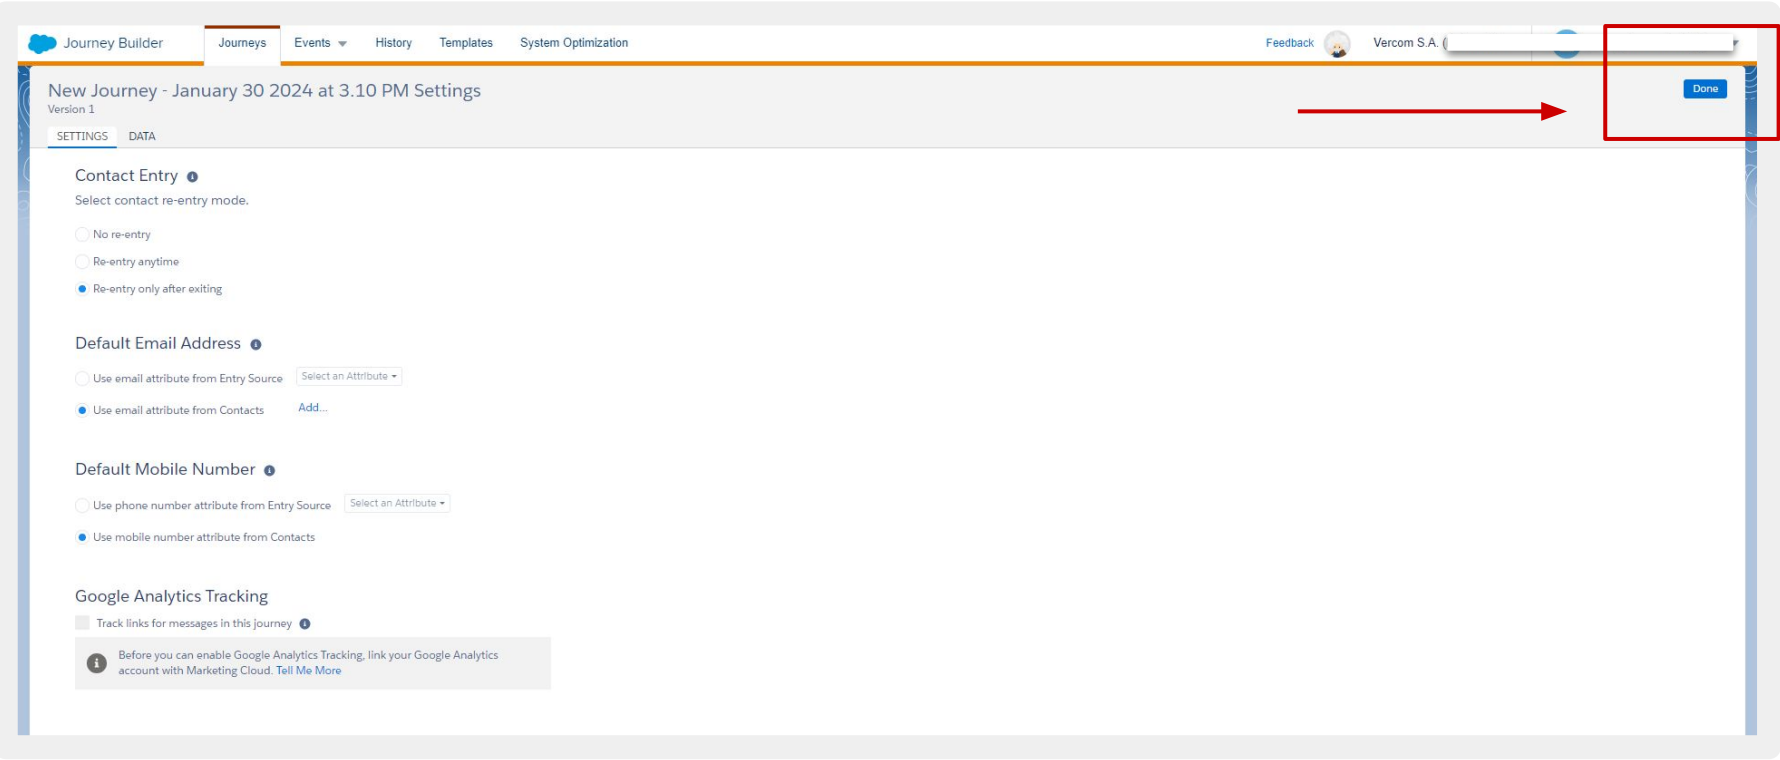 Journey Builder Journeys Events History Templates System Optimization Feedback Vercom S.A. (
New Journey - January 30 2024 at 3.10 PM Settings
Done
Version 1
SETTINGS DATA
Contact Entry
Select contact re-entry mode.
No re-entry
Re-entry anytime
Re-entry only after exiting
Default Email Address
Use email attribute from Entry Source Select an Attribute
Use email attribute from Contacts Add...
Default Mobile Number
Use phone number attribute from Entry Source Select an Attribute
Use mobile number attribute from Contacts
Google Analytics Tracking
Track links for messages in this journey
Before you can enable Google Analytics Tracking, link your Google Analytics
account with Marketing Cloud. Tell Me More